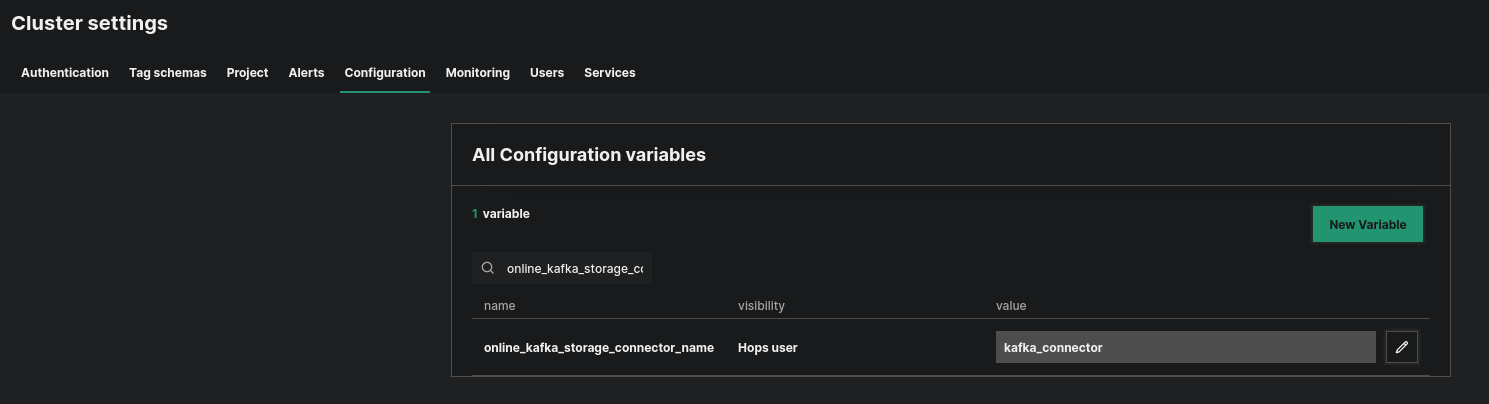 Cluster settings
Authentication Tag schemas Project Alerts Configuration Monitoring Users Services
All Configuration variables
1 variable
New Variable
online_kafka_storage_c
name visibility value
online_kafka_storage_connector_name Hops user kafka_connector